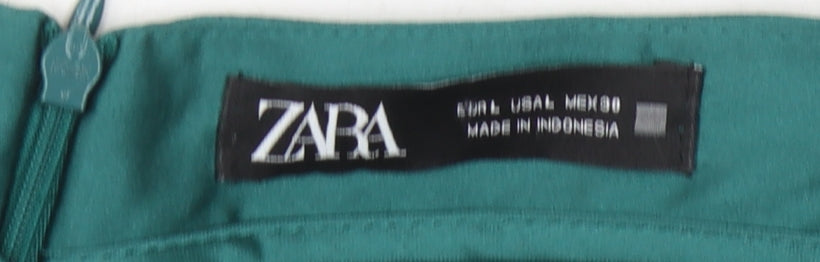 ZARA
EUR L USA L MEX 30
MADE IN INDONESIA